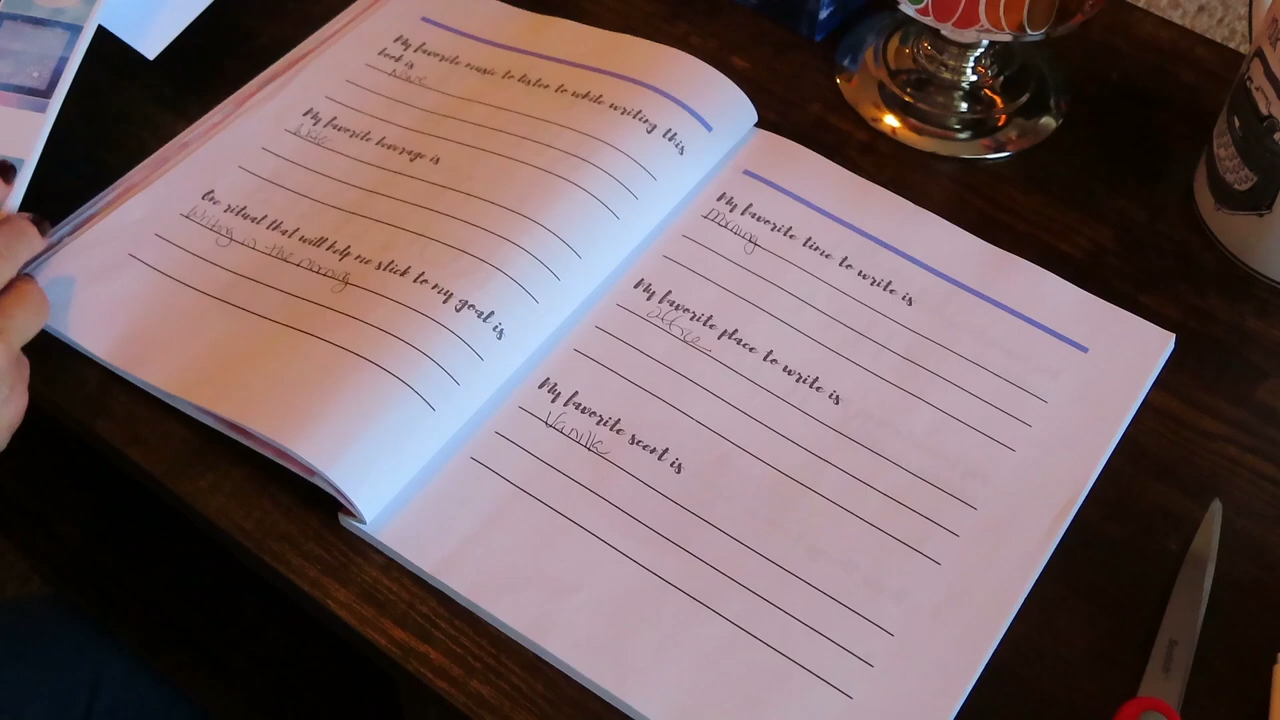 My favorite music to listen to while writing this
book is
None
My favorite beverage is
One ritual that will help me stick to my goal is
Writing in the morning
My favorite time to write is
morning
My favorite place to write is
office
My favorite scent is
Vanilla